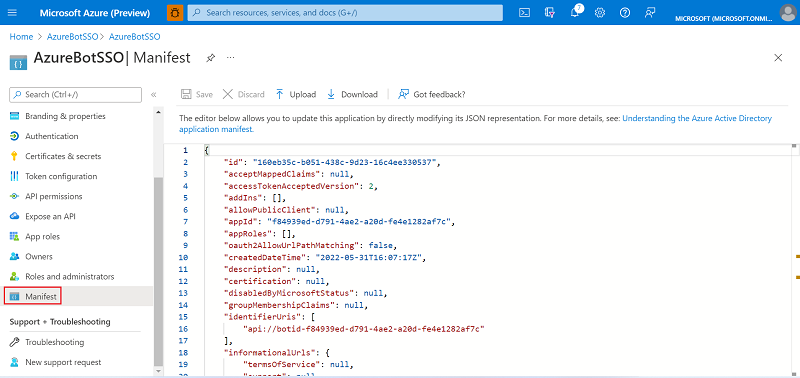 Microsoft Azure (Preview)
Search resources, services, and docs (G+/)
7
MICROSOFT (MICROSOFT.ONMI...
Home > AzureBotSSO > AzureBotSSO
AzureBotSSO | Manifest
Search (Ctrl+/)
Save
Discard
Upload
Download
Got feedback?
Branding & properties
Authentication
Certificates & secrets
Token configuration
API permissions
Expose an API
App roles
Owners
Roles and administrators
Manifest
Support + Troubleshooting
Troubleshooting
New support request
The editor below allows you to update this application by directly modifying its JSON representation. For more details, see: Understanding the Azure Active Directory
application manifest.
1 {
2 "id": "160eb35c-b051-438c-9d23-16c4ee330537",
3 "acceptMappedClaims": null,
4 "accessTokenAcceptedVersion": 2,
5 "addIns": [],
6 "allowPublicClient": null,
7 "appId": "f84939ed-d791-4ae2-a20d-fe4e1282af7c",
8 "appRoles": [],
9 "oauth2AllowUrlPathMatching": false,
10 "createdDateTime": "2022-05-31T16:07:17Z",
11 "description": null,
12 "certification": null,
13 "disabledByMicrosoftStatus": null,
14 "groupMembershipClaims": null,
15 "identifierUris": [
16 "api://botid-f84939ed-d791-4ae2-a20d-fe4e1282af7c"
17 ],
18 "informationalUrls": {
19 "termsOfService": null,